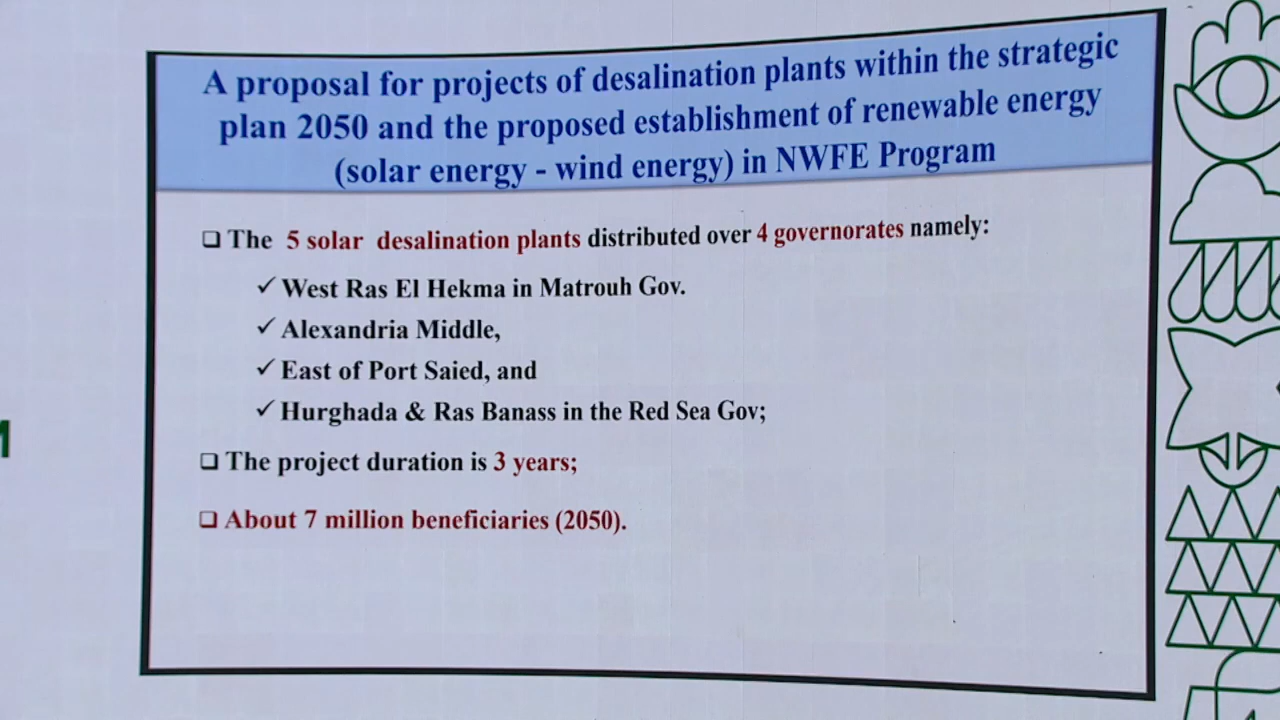 A proposal for projects of desalination plants within the strategic
plan 2050 and the proposed establishment of renewable energy
(solar energy - wind energy) in NWFE Program
❑ The 5 solar desalination plants distributed over 4 governorates namely:
✓ West Ras El Hekma in Matrouh Gov.
✓ Alexandria Middle,
✓ East of Port Saied, and
✓ Hurghada & Ras Banass in the Red Sea Gov;
❑ The project duration is 3 years;
❑ About 7 million beneficiaries (2050).